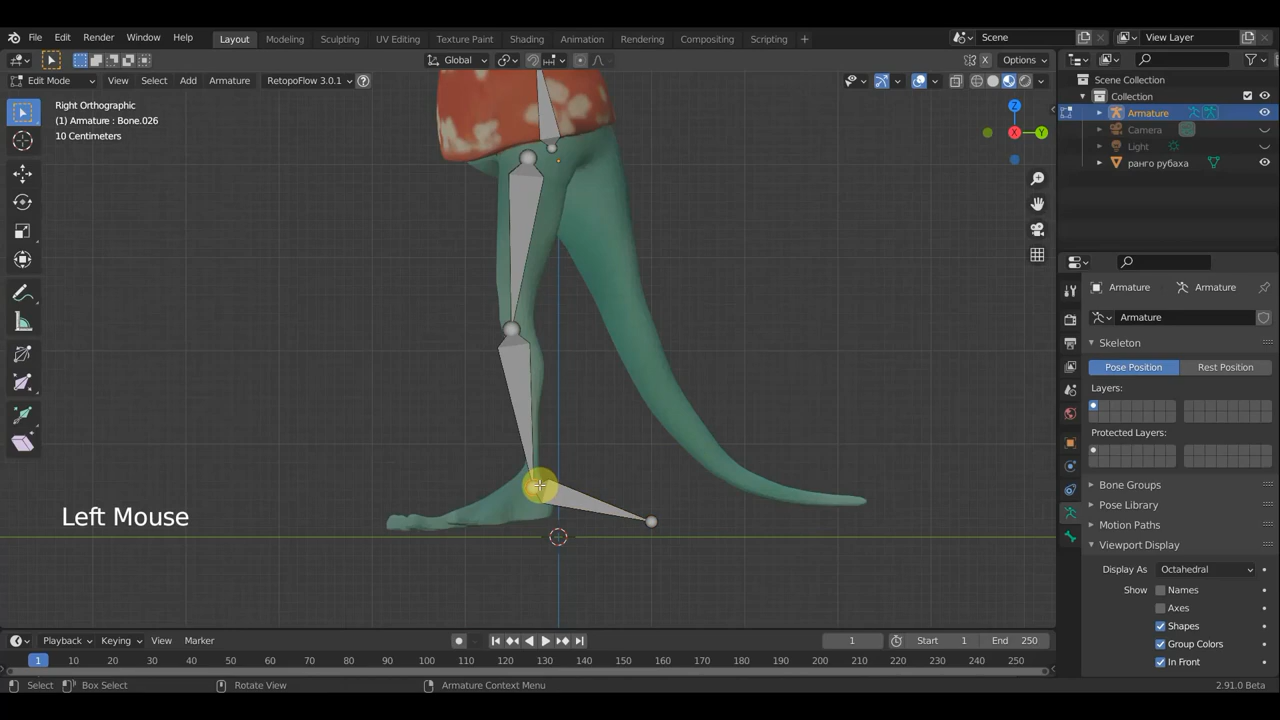 File Edit Render Window Help Layout Modeling Sculpting UV Editing Texture Paint Shading Animation Rendering Compositing Scripting + Scene View Layer
Global Options
Edit Mode View Select Add Armature RetopoFlow 3.0.1 ?
Right Orthographic
(1) Armature : Bone.026
10 Centimeters
Z
X
Y
Scene Collection
Collection
Armature
Camera
Light
ранго рубаха
Armature Armature
Armature
Skeleton
Pose Position Rest Position
Layers:
Protected Layers:
Bone Groups
Pose Library
Motion Paths
Viewport Display
Display As Octahedral
Show Names
Axes
Shapes
Group Colors
In Front
Left Mouse
Playback Keying View Marker 1 Start 1 End 250
1 10 20 30 40 50 60 70 80 90 100 110 120 130 140 150 160 170 180 190 200 210 220 230 240 250
Select Box Select Rotate View Armature Context Menu 2.91.0 Beta